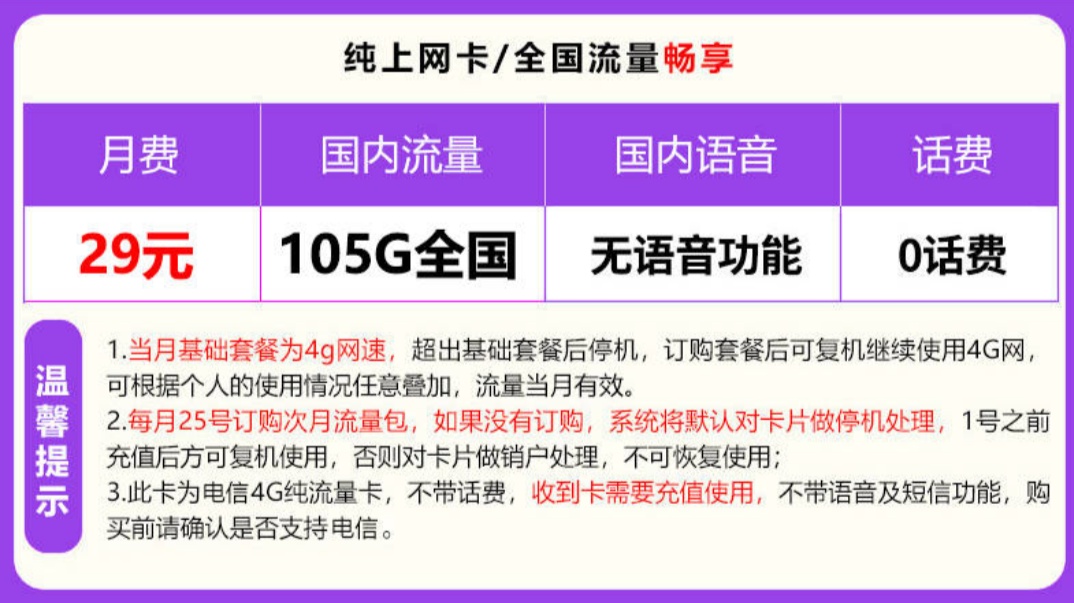 纯上网卡/全国流量畅享
月费 国内流量 国内语音 话费
29元 105G全国 无语音功能 0话费
温馨提示
1.当月基础套餐为4g网速，超出基础套餐后停机，订购套餐后可复机继续使用4G网，
可根据个人的使用情况任意叠加，流量当月有效。
2.每月25号订购次月流量包，如果没有订购，系统将默认对卡片做停机处理，1号之前
充值后方可复机使用，否则对卡片做销户处理，不可恢复使用；
3.此卡为电信4G纯流量卡，不带话费，收到卡需要充值使用，不带语音及短信功能，购
买前请确认是否支持电信。